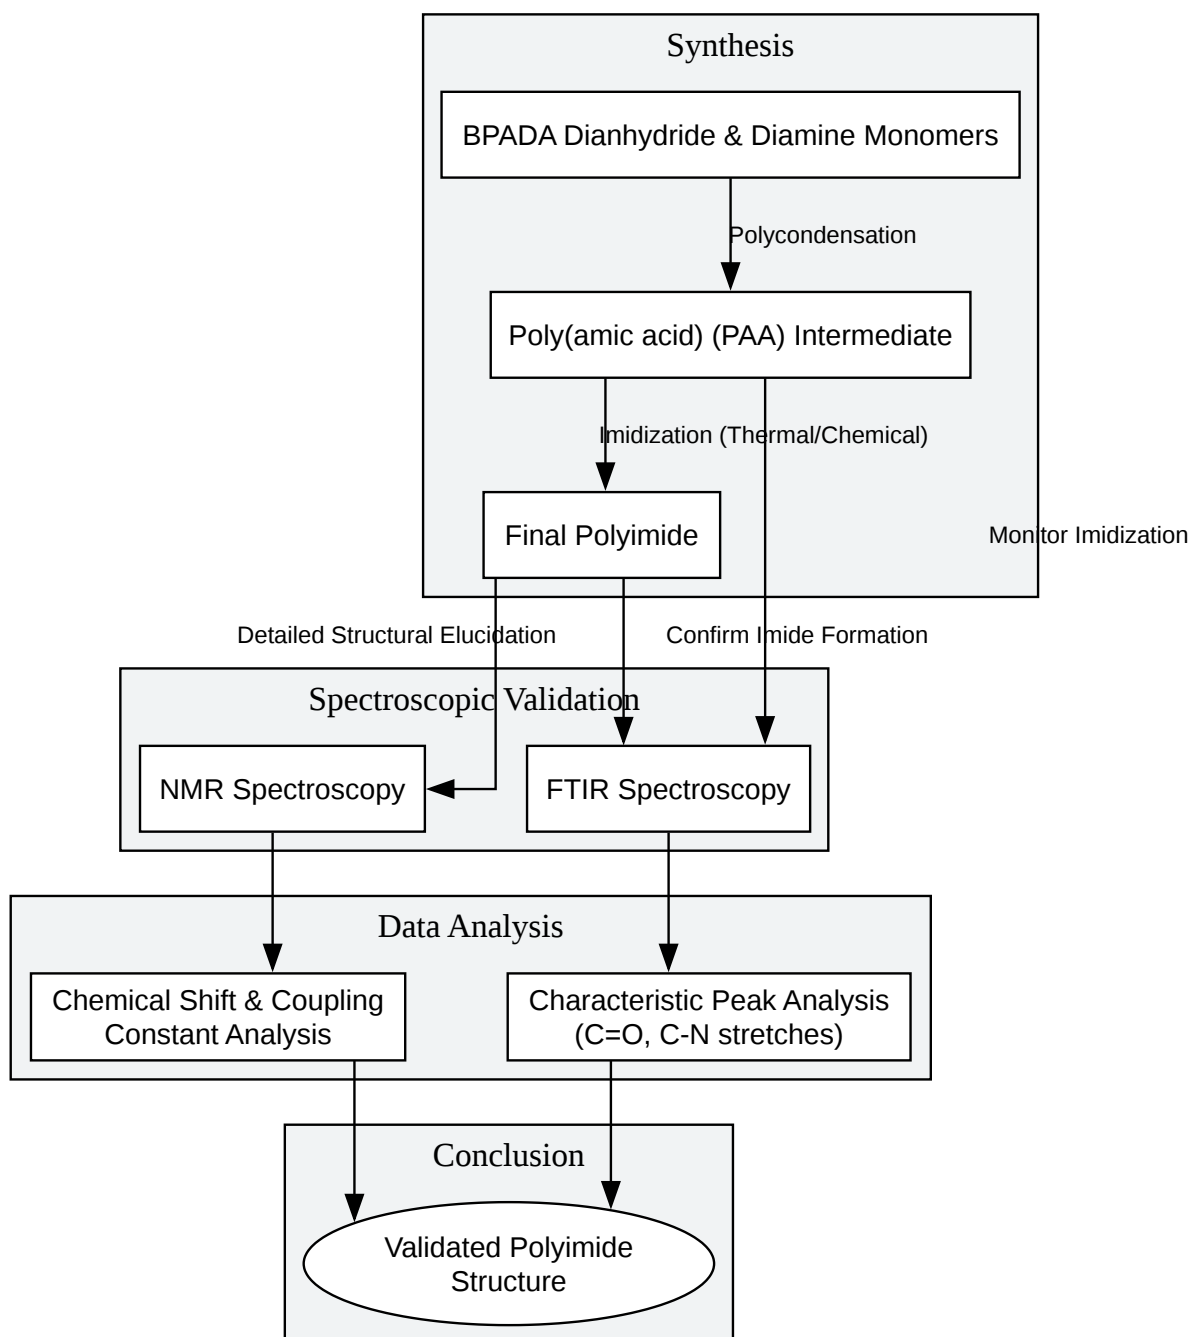 Synthesis
BPADA Dianhydride & Diamine Monomers
Polycondensation
Poly(amic acid) (PAA) Intermediate
Imidization (Thermal/Chemical)
Final Polyimide
Monitor Imidization
Detailed Structural Elucidation
Confirm Imide Formation
Spectroscopic Validation
NMR Spectroscopy
FTIR Spectroscopy
Data Analysis
Chemical Shift & Coupling
Constant Analysis
Characteristic Peak Analysis
(C=O, C-N stretches)
Conclusion
Validated Polyimide
Structure